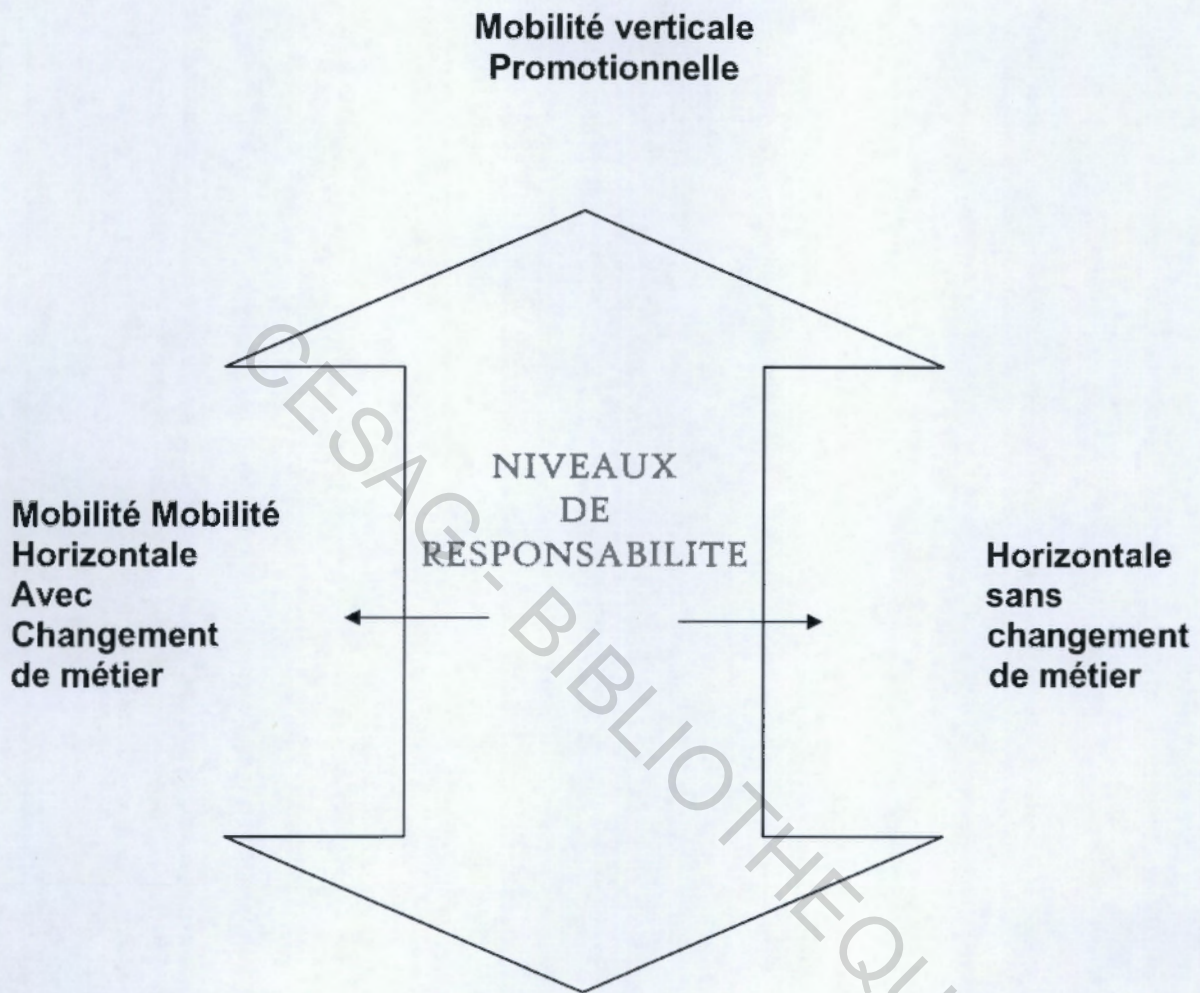 Mobilité verticale
Promotionnelle
NIVEAUX
DE
RESPONSABILITE
Mobilité Mobilité
Horizontale
Avec
Changement
de métier
Horizontale
sans
changement
de métier
CESAG - BIBLIOTHEQU